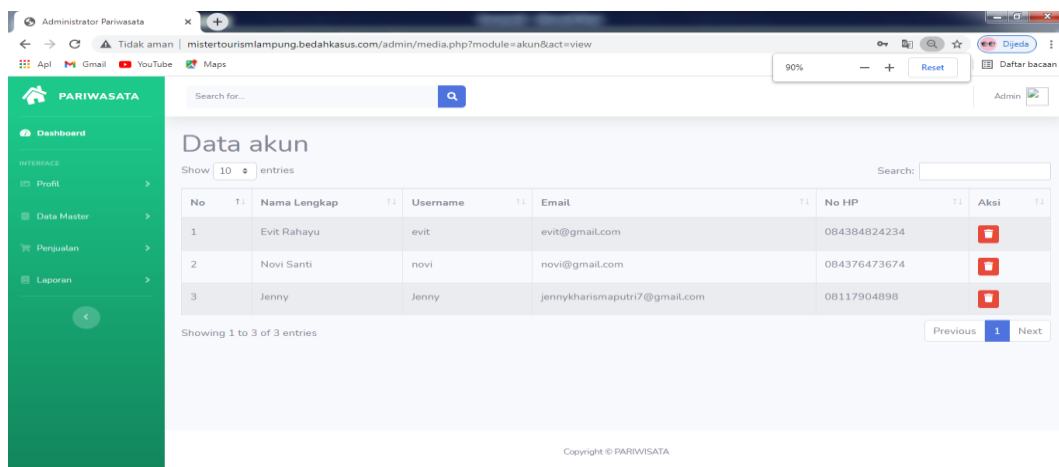 Administrator Pariwasata
Tidak aman | mistertourismlampung.bedahkasus.com/admin/media.php?module=akun&act=view
Dijeda
Apl Gmail YouTube Maps
Daftar bacaan
90% Reset
PARIWASATA
Search for...
Admin
Dashboard
INTERFACE
Profil
Data Master
Penjualan
Laporan
Data akun
Show 10 entries
Search:
No Nama Lengkap Username Email No HP Aksi
1 Evit Rahayu evit evit@gmail.com 084384824234
2 Novi Santi novi novi@gmail.com 084376473674
3 Jenny Jenny jennykharismaputri7@gmail.com 08117904898
Showing 1 to 3 of 3 entries
Previous 1 Next
Copyright © PARIWISATA